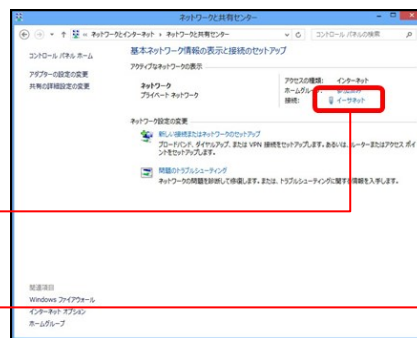 ネットワークと共有センター
« ネットワークとインターネット › ネットワークと共有センター
コントロール パネルの検索
コントロール パネル ホーム
アダプターの設定の変更
共有の詳細設定の変更
基本ネットワーク情報の表示と接続のセットアップ
アクティブなネットワークの表示
ネットワーク
プライベート ネットワーク
アクセスの種類: インターネット
ホームグループ:
接続: イーサネット
ネットワーク設定の変更
新しい接続またはネットワークのセットアップ
ブロードバンド、ダイヤルアップ、または VPN 接続をセットアップします。あるいは、ルーターまたはアクセス ポイ
ントをセットアップします。
問題のトラブルシューティング
ネットワークの問題を診断して修復します。または、トラブルシューティングに関する情報を入手します。
関連項目
Windows ファイアウォール
インターネット オプション
ホームグループ